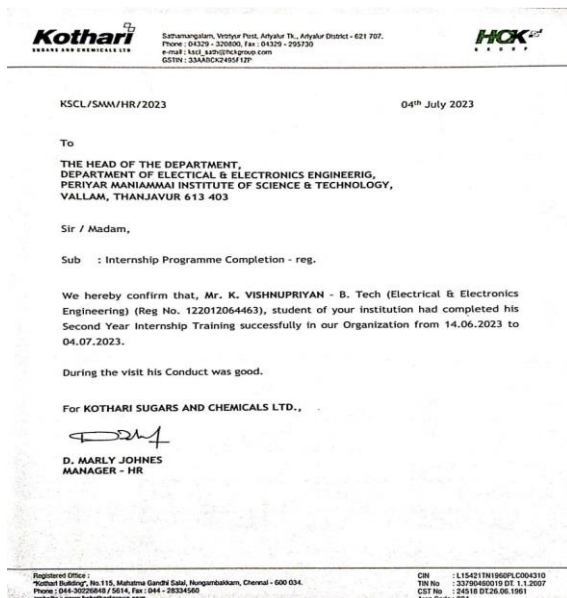 Kothari
SUGARS AND CHEMICALS LTD
Sathamangalam, Vetriyur Post, Ariyalur Tk., Ariyalur District - 621 707.
Phone : 04329 - 320800, Fax : 04329 - 295730
e-mail : kscl_sath@hckgroup.com
GSTIN : 33AABCK2495F1ZP
HCK
GROUP
KSCL/SMM/HR/2023
04th July 2023
To
THE HEAD OF THE DEPARTMENT,
DEPARTMENT OF ELECTICAL & ELECTRONICS ENGINEERIG,
PERIYAR MANIAMMAI INSTITUTE OF SCIENCE & TECHNOLOGY,
VALLAM, THANJAVUR 613 403
Sir / Madam,
Sub : Internship Programme Completion - reg.
We hereby confirm that, Mr. K. VISHNUPRIYAN - B. Tech (Electrical & Electronics
Engineering) (Reg No. 122012064463), student of your institution had completed his
Second Year Internship Training successfully in our Organization from 14.06.2023 to
04.07.2023.
During the visit his Conduct was good.
For KOTHARI SUGARS AND CHEMICALS LTD.,
D. MARLY JOHNES
MANAGER - HR
Registered Office :
"Kothari Building", No.115, Mahatma Gandhi Salai, Nungambakkam, Chennai - 600 034.
Phone : 044-30226848 / 5614, Fax : 044 - 28334560
CIN : L15421TN1960PLC004310
TIN No : 33790460019 DT. 1.1.2007
CST No : 24518 DT.26.06.1961